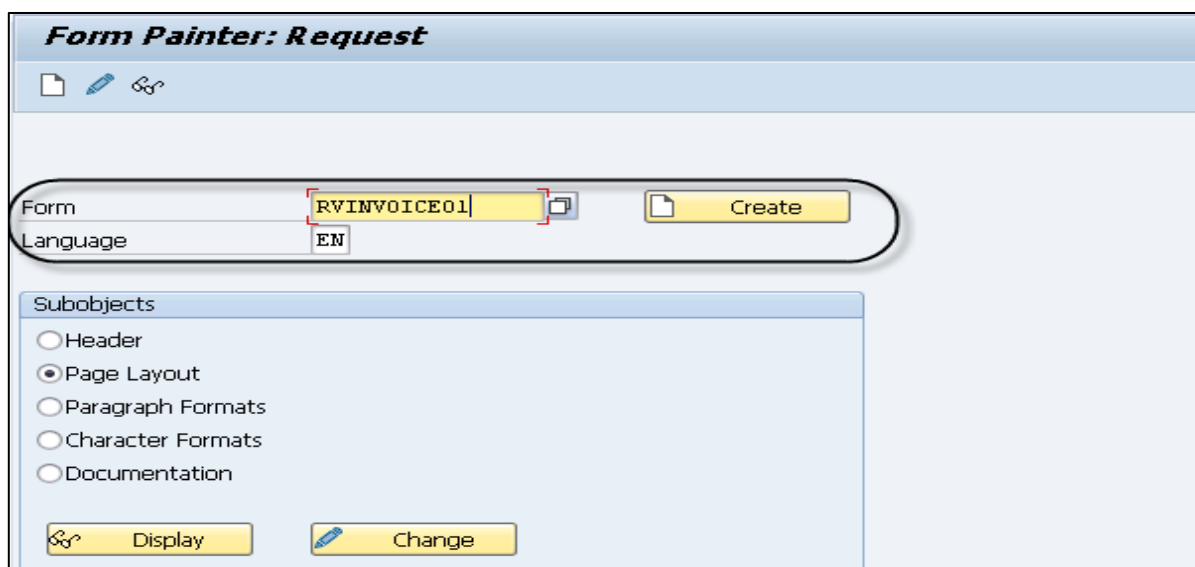 Form Painter: Request
Form RVINVOICE01 Create
Language EN
Subobjects
Header
Page Layout
Paragraph Formats
Character Formats
Documentation
Display Change